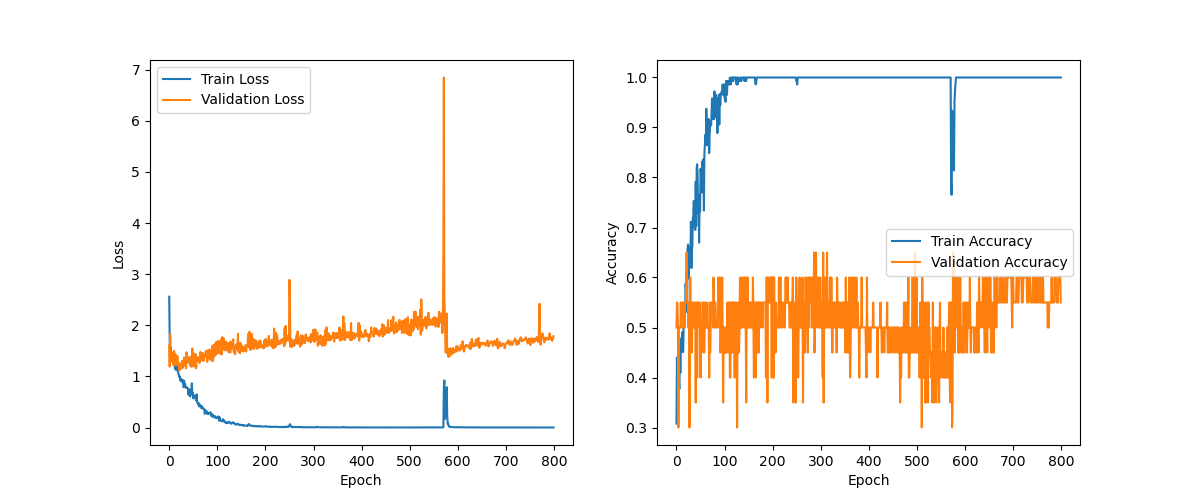 Train Loss
Validation Loss
7
6
5
4
3
2
1
0
Loss
0 100 200 300 400 500 600 700 800
Epoch
Train Accuracy
Validation Accuracy
1.0
0.9
0.8
0.7
0.6
0.5
0.4
0.3
Accuracy
0 100 200 300 400 500 600 700 800
Epoch